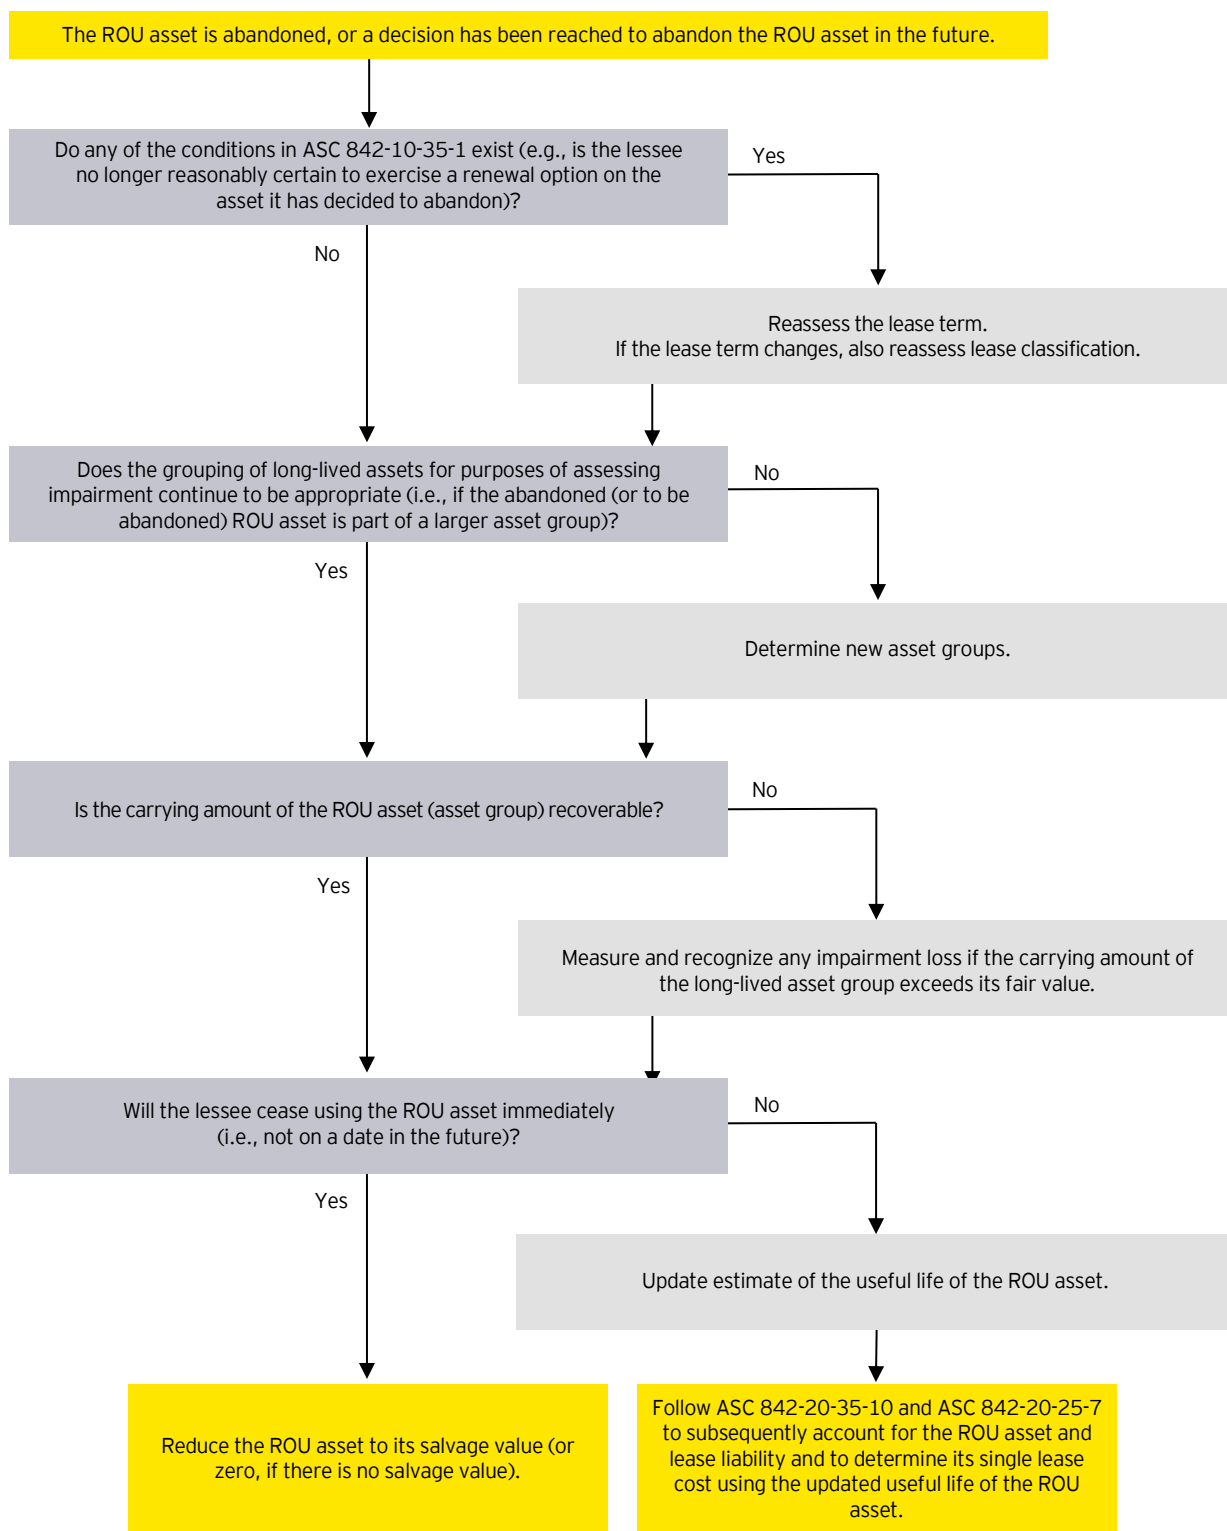 The ROU asset is abandoned, or a decision has been reached to abandon the ROU asset in the future.
Do any of the conditions in ASC 842-10-35-1 exist (e.g., is the lessee
no longer reasonably certain to exercise a renewal option on the
asset it has decided to abandon)?
Yes
No
Reassess the lease term.
If the lease term changes, also reassess lease classification.
Does the grouping of long-lived assets for purposes of assessing
impairment continue to be appropriate (i.e., if the abandoned (or to be
abandoned) ROU asset is part of a larger asset group)?
No
Yes
Determine new asset groups.
Is the carrying amount of the ROU asset (asset group) recoverable?
No
Yes
Measure and recognize any impairment loss if the carrying amount of
the long-lived asset group exceeds its fair value.
Will the lessee cease using the ROU asset immediately
(i.e., not on a date in the future)?
No
Yes
Update estimate of the useful life of the ROU asset.
Reduce the ROU asset to its salvage value (or
zero, if there is no salvage value).
Follow ASC 842-20-35-10 and ASC 842-20-25-7
to subsequently account for the ROU asset and
lease liability and to determine its single lease
cost using the updated useful life of the ROU
asset.